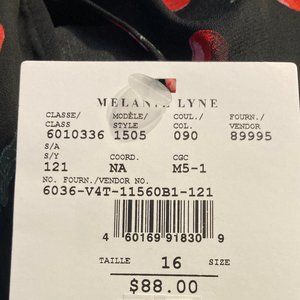 MELANIE LYNE
CLASSE/ MODÈLE/ COUL./ FOURN./
CLASS STYLE COL. VENDOR
6010336 1505 090 89995
S/A
S/Y COORD. CGC
121 NA M5-1
NO. FOURN./VENDOR NO.
6036-V4T-11560B1-121
4 60169 91830 9
TAILLE 16 SIZE
$88.00